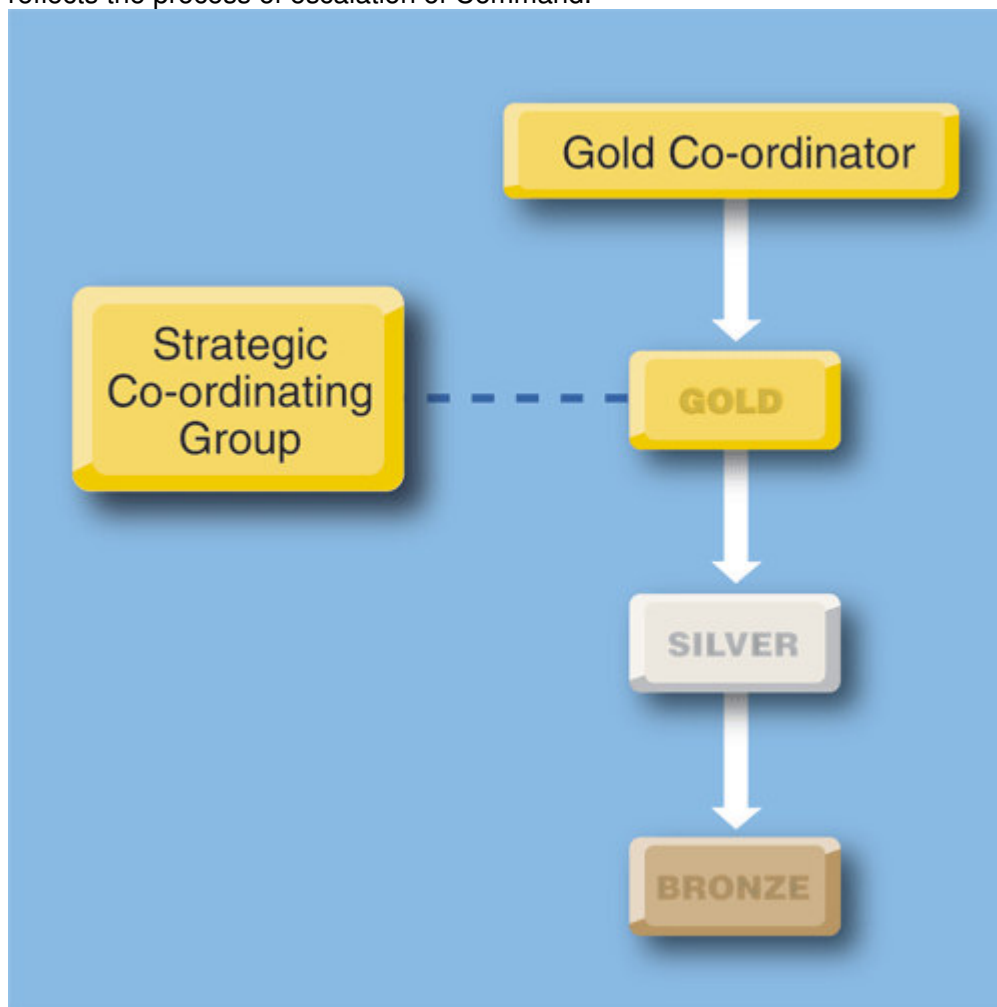 reflects the process of escalation of Command.
Gold Co-ordinator
Strategic
Co-ordinating
Group
GOLD
SILVER
BRONZE